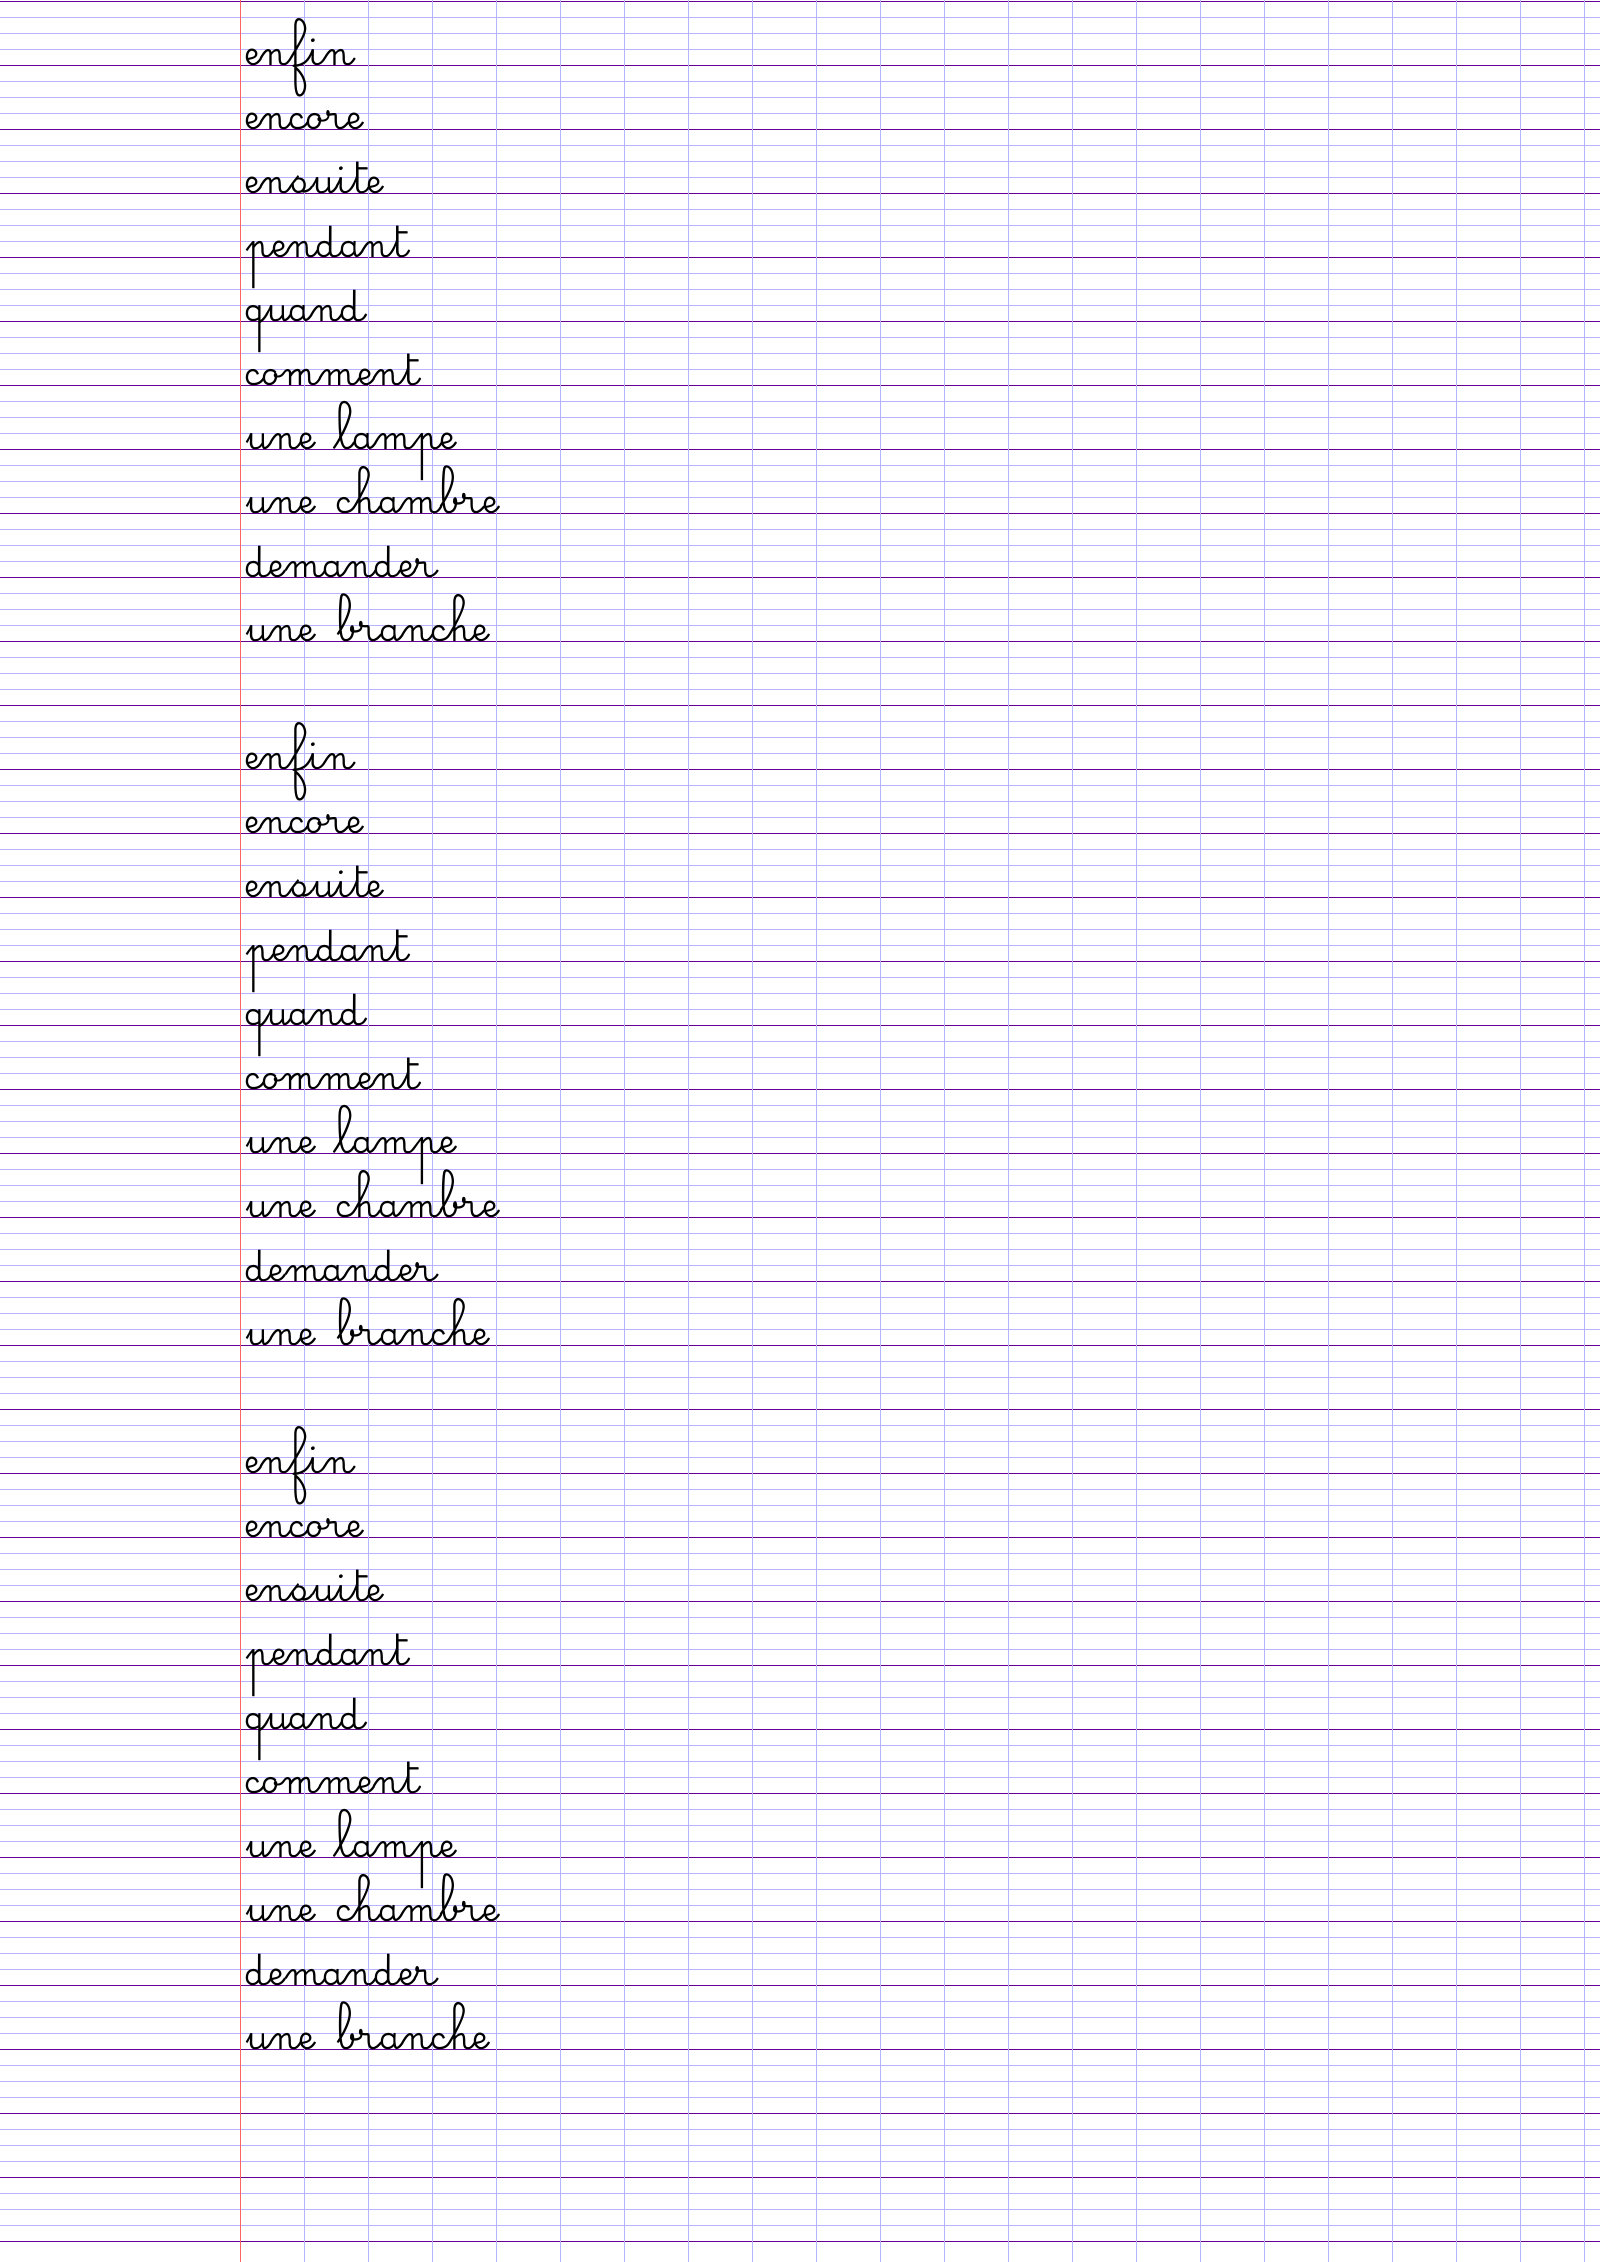 enfin
encore
ensuite
pendant
quand
comment
une lampe
une chambre
demander
une branche
enfin
encore
ensuite
pendant
quand
comment
une lampe
une chambre
demander
une branche
enfin
encore
ensuite
pendant
quand
comment
une lampe
une chambre
demander
une branche